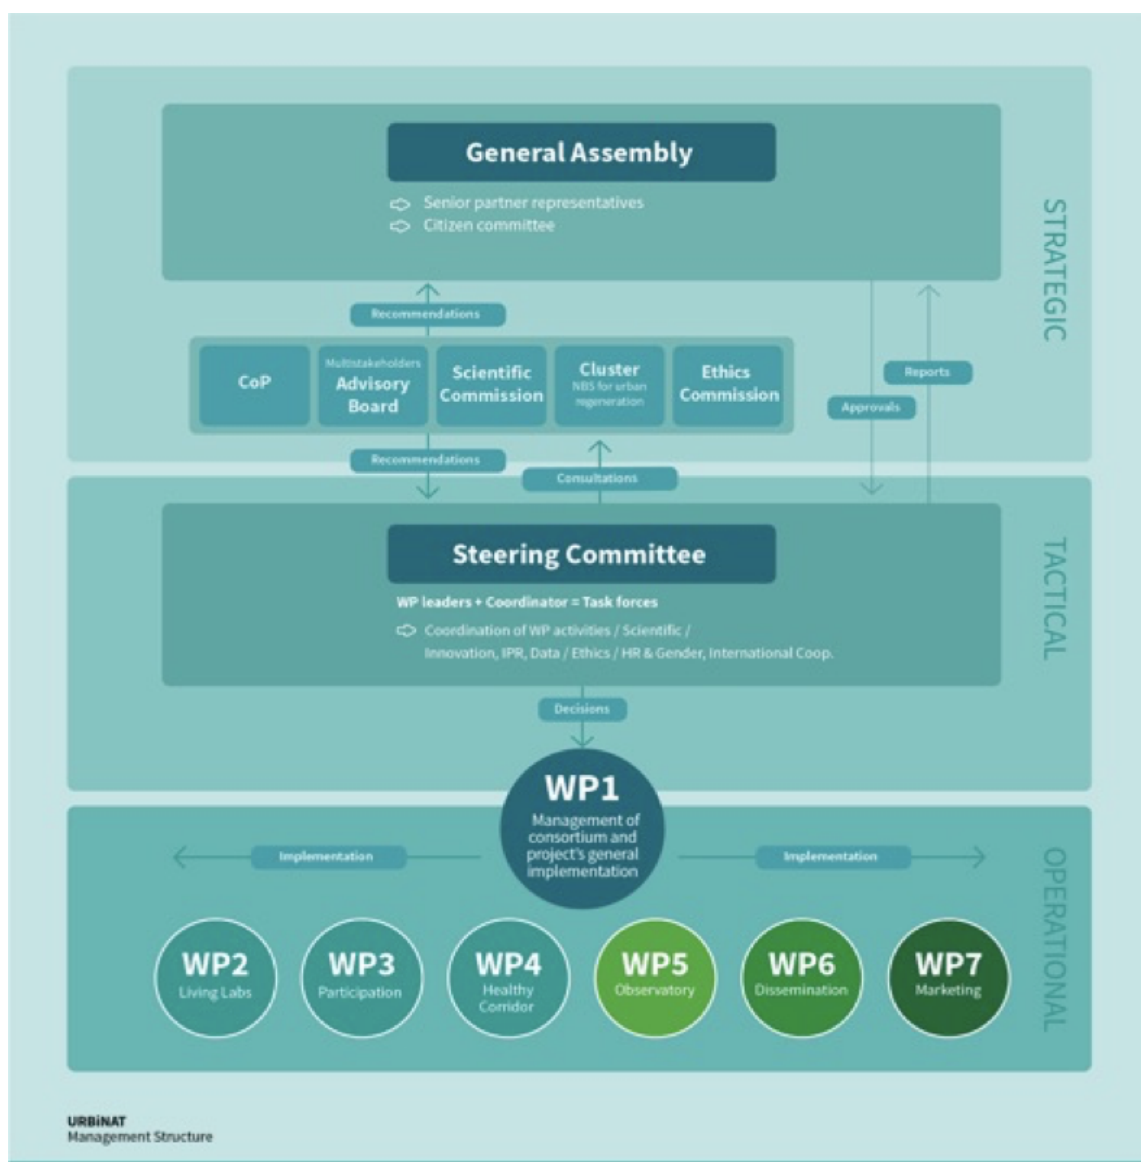 General Assembly
Senior partner representatives
Citizen committee
STRATEGIC
Recommendations
CoP
Multistakeholders
Advisory
Board
Scientific
Commission
Cluster
NBS for urban
regeneration
Ethics
Commission
Reports
Approvals
Recommendations
Consultations
Steering Committee
WP leaders + Coordinator = Task forces
Coordination of WP activities / Scientific /
Innovation, IPR, Data / Ethics / HR & Gender, International Coop.
TACTICAL
Decisions
WP1
Management of
consortium and
project's general
implementation
Implementation
Implementation
OPERATIONAL
WP2
Living Labs
WP3
Participation
WP4
Healthy
Corridor
WP5
Observatory
WP6
Dissemination
WP7
Marketing
URBiNAT
Management Structure